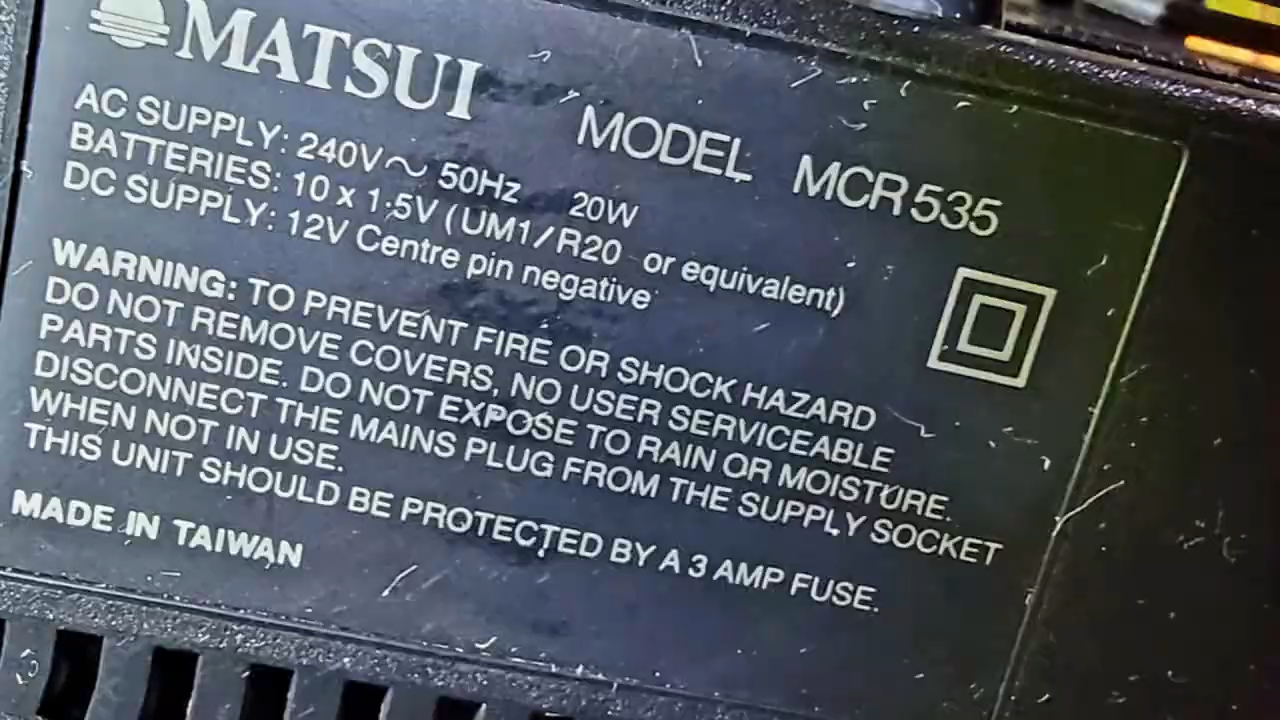 MATSUI
MODEL MCR535
AC SUPPLY: 240V~ 50Hz 20W
BATTERIES: 10 x 1·5V (UM1/R20 or equivalent)
DC SUPPLY: 12V Centre pin negative
WARNING: TO PREVENT FIRE OR SHOCK HAZARD
DO NOT REMOVE COVERS, NO USER SERVICEABLE
PARTS INSIDE. DO NOT EXPOSE TO RAIN OR MOISTURE.
DISCONNECT THE MAINS PLUG FROM THE SUPPLY SOCKET
WHEN NOT IN USE.
THIS UNIT SHOULD BE PROTECTED BY A 3 AMP FUSE.
MADE IN TAIWAN